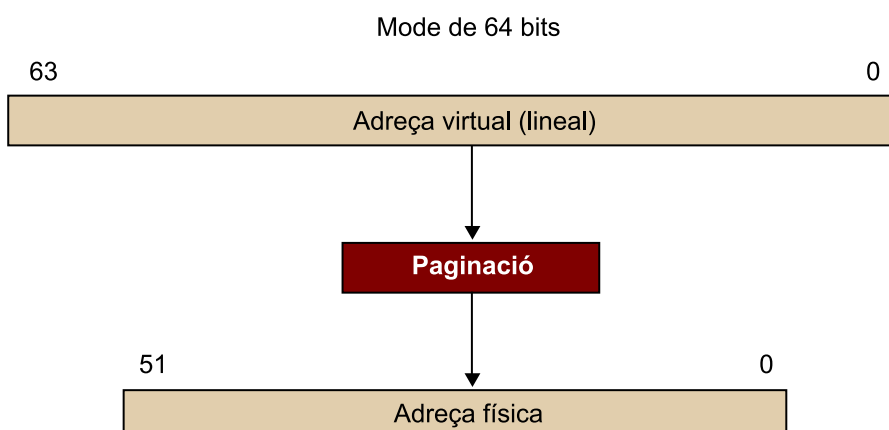 Mode de 64 bits
63 0
Adreça virtual (lineal)
Paginació
51 0
Adreça física